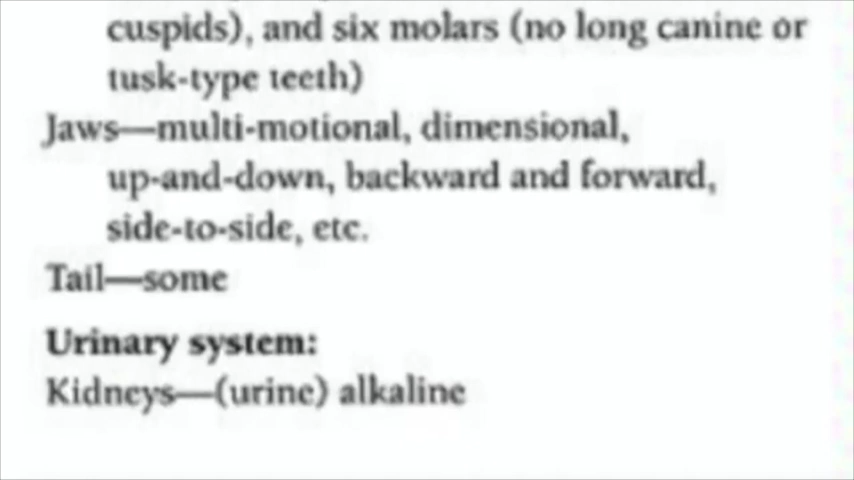 cuspids), and six molars (no long canine or
tusk-type teeth)
Jaws—multi-motional, dimensional,
up-and-down, backward and forward,
side-to-side, etc.
Tail—some
Urinary system:
Kidneys—(urine) alkaline